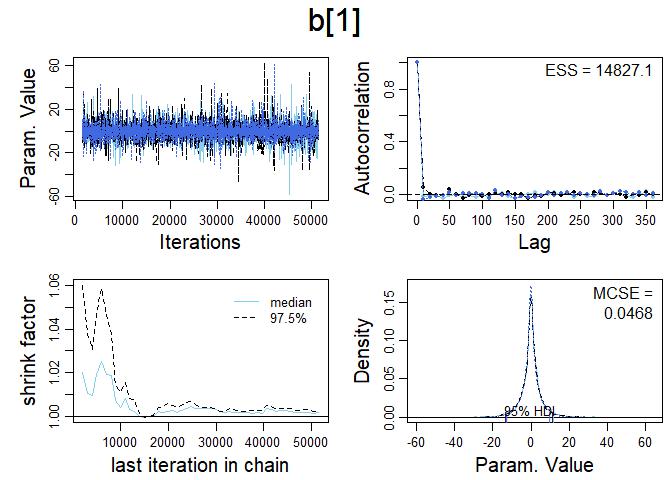 b[1]
Param. Value
-60 -20 20 60
0 10000 20000 30000 40000 50000
Iterations
Autocorrelation
0.0 0.4 0.8
ESS = 14827.1
0 50 100 150 200 250 300 350
Lag
shrink factor
1.00 1.02 1.04 1.06
median
97.5%
10000 20000 30000 40000 50000
last iteration in chain
Density
0.00 0.05 0.10 0.15
MCSE =
0.0468
95% HDI
-60 -40 -20 0 20 40 60
Param. Value